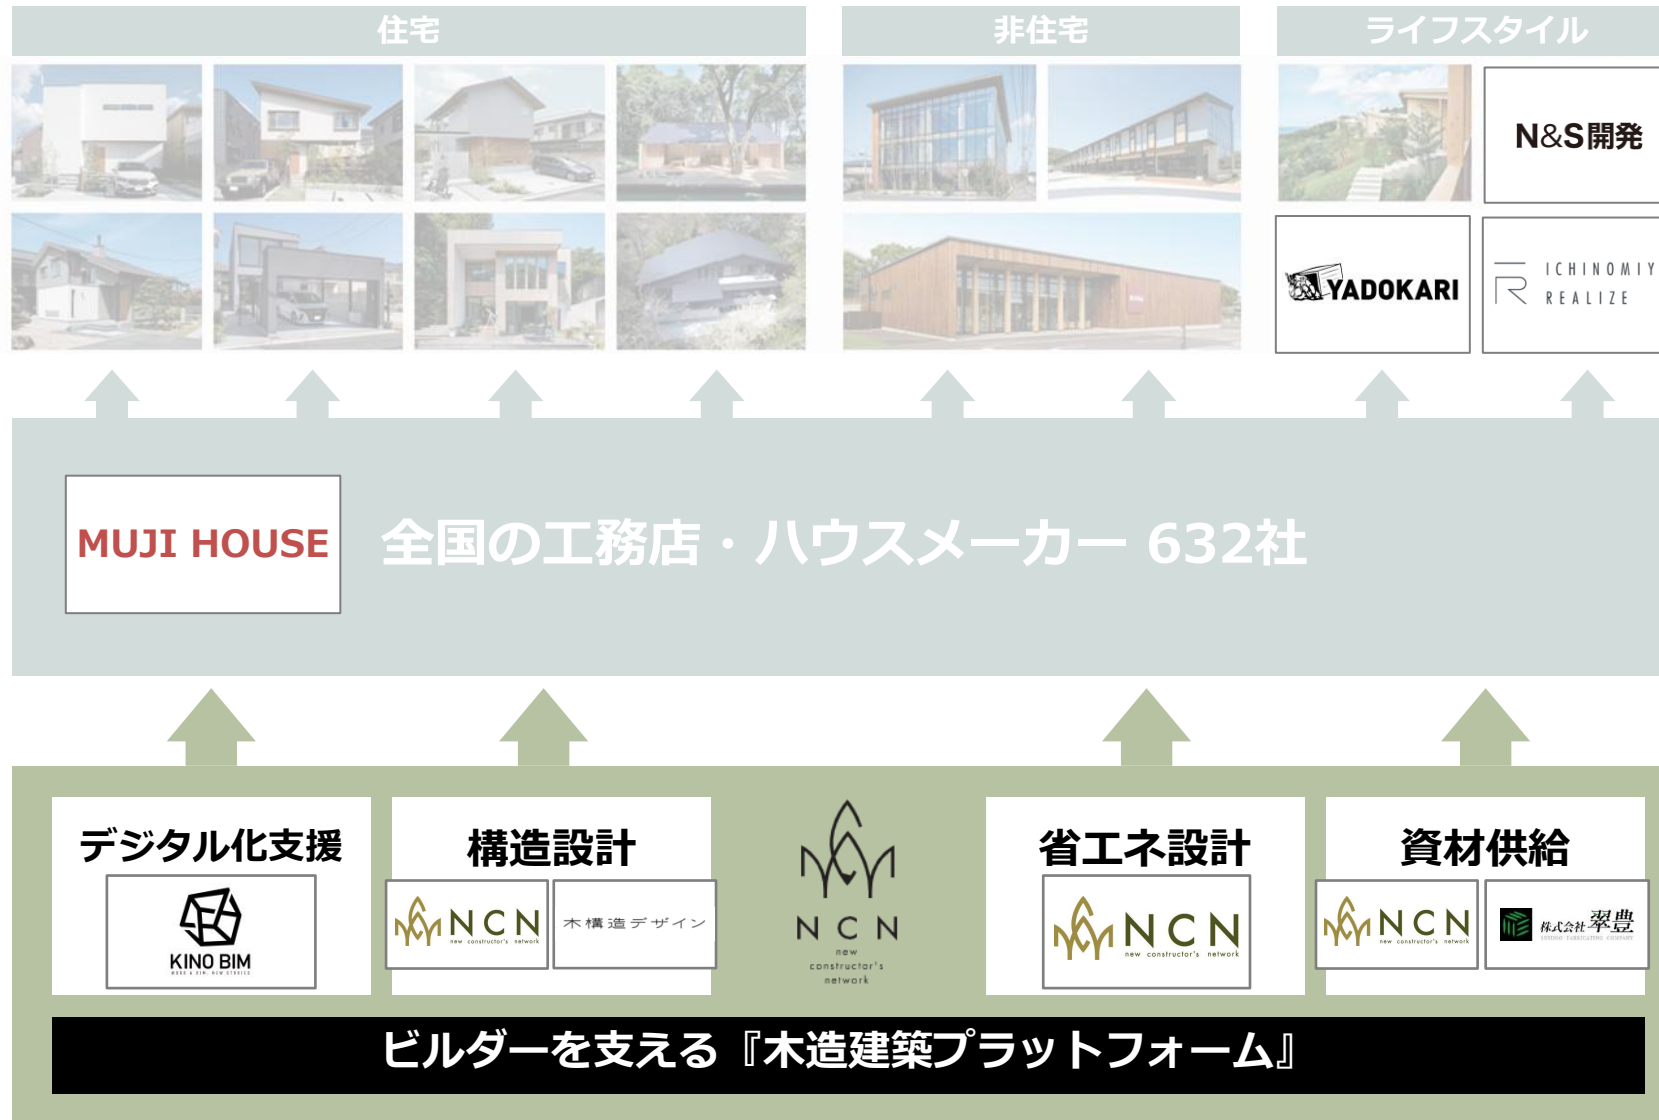 住宅
非住宅
ライフスタイル
N&S開発
YADOKARI
ICHINOMIY
REALIZE
MUJI HOUSE
全国の工務店・ハウスメーカー 632社
デジタル化支援
KINO BIM
構造設計
NCN
new constructor's network
木構造デザイン
NCN
new
constructor's
network
省エネ設計
NCN
new constructor's network
資材供給
NCN
new constructor's network
株式会社 翠豊
ビルダーを支える『木造建築プラットフォーム』